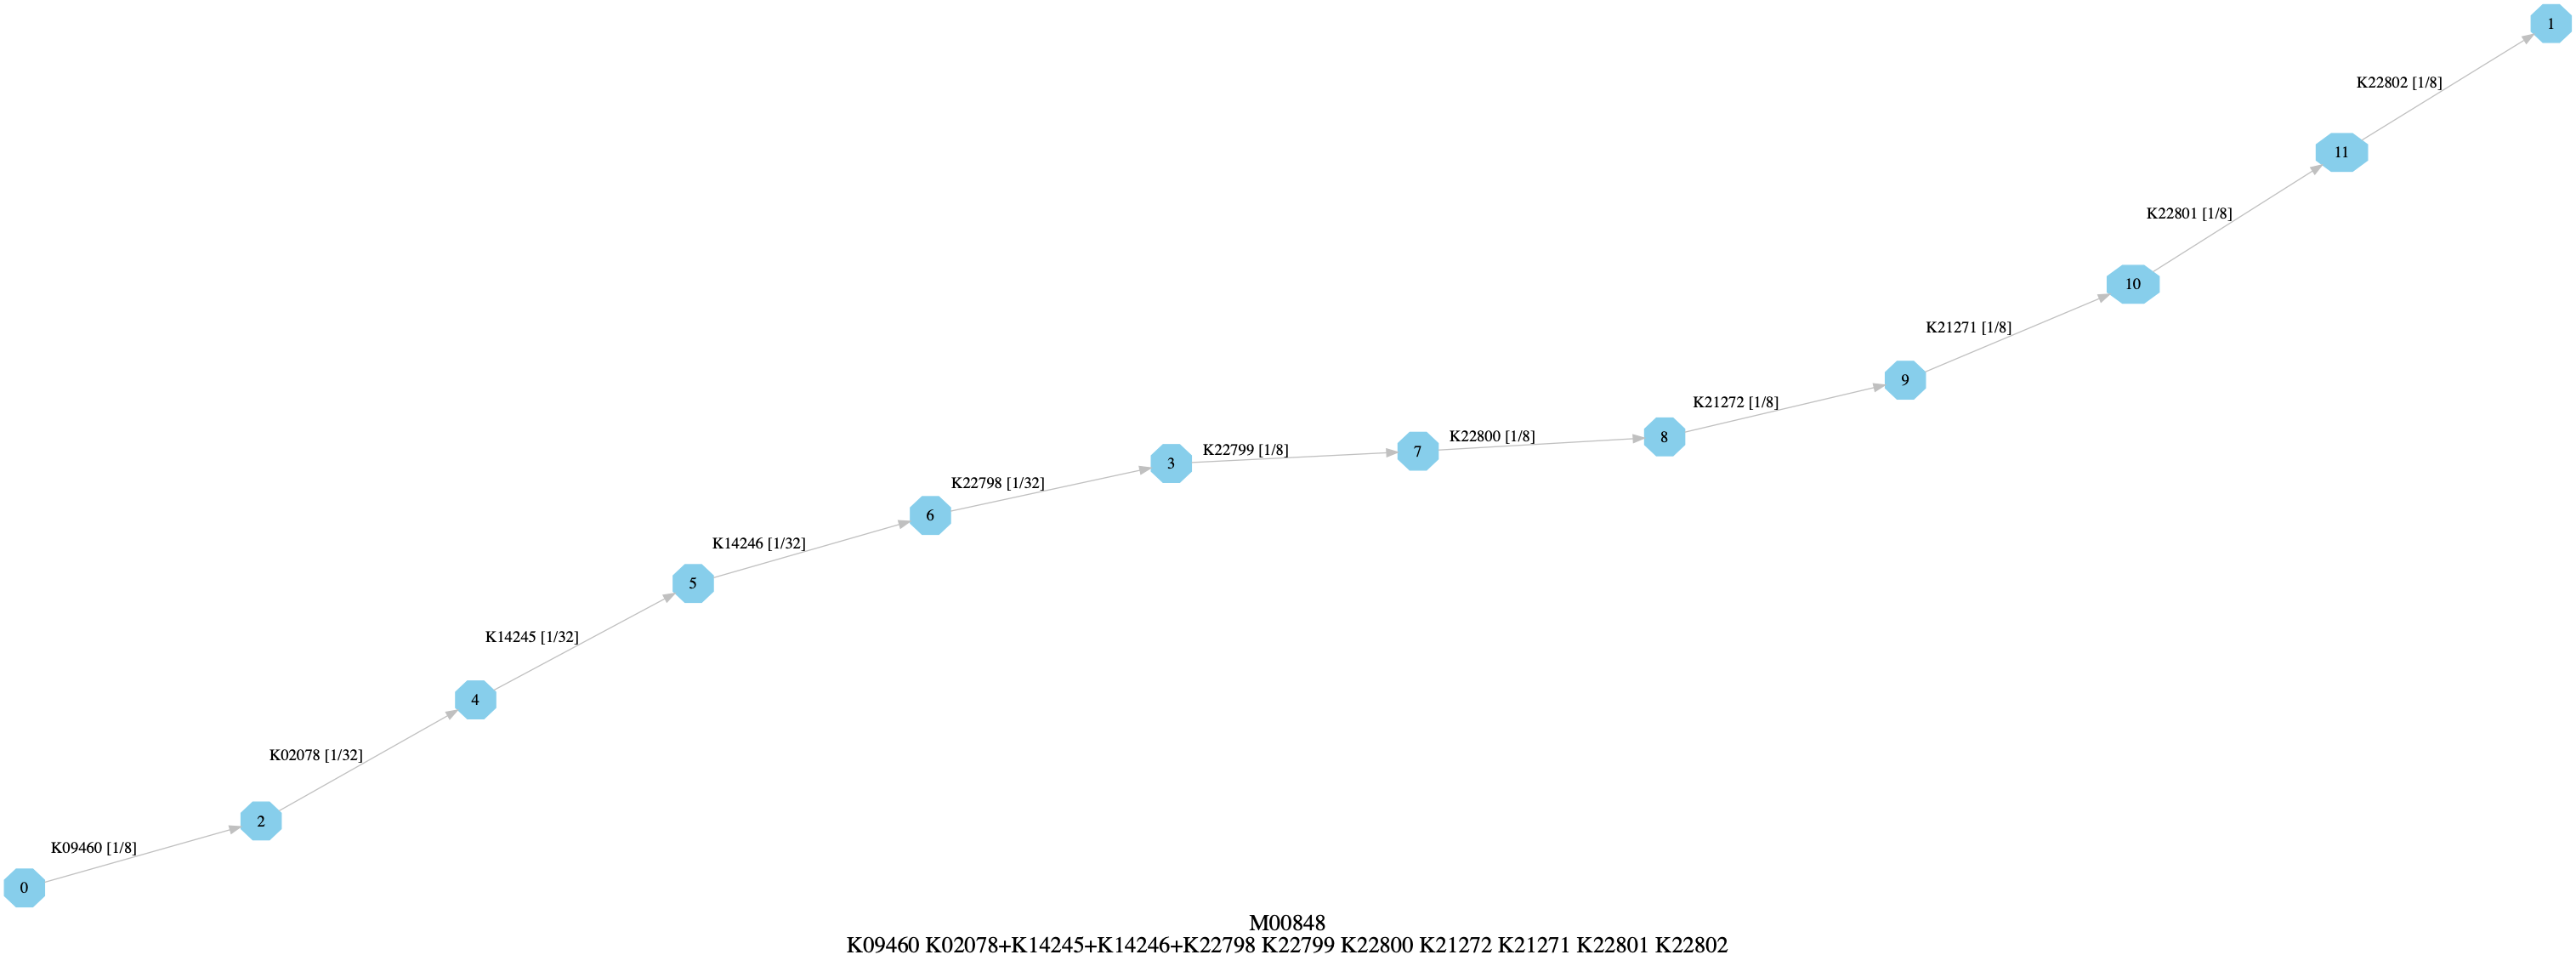 1
K22802 [1/8]
11
K22801 [1/8]
10
K21271 [1/8]
9
K21272 [1/8]
8
K22800 [1/8]
7
K22799 [1/8]
3
K22798 [1/32]
6
K14246 [1/32]
5
K14245 [1/32]
4
K02078 [1/32]
2
K09460 [1/8]
0
M00848
K09460 K02078+K14245+K14246+K22798 K22799 K22800 K21272 K21271 K22801 K22802